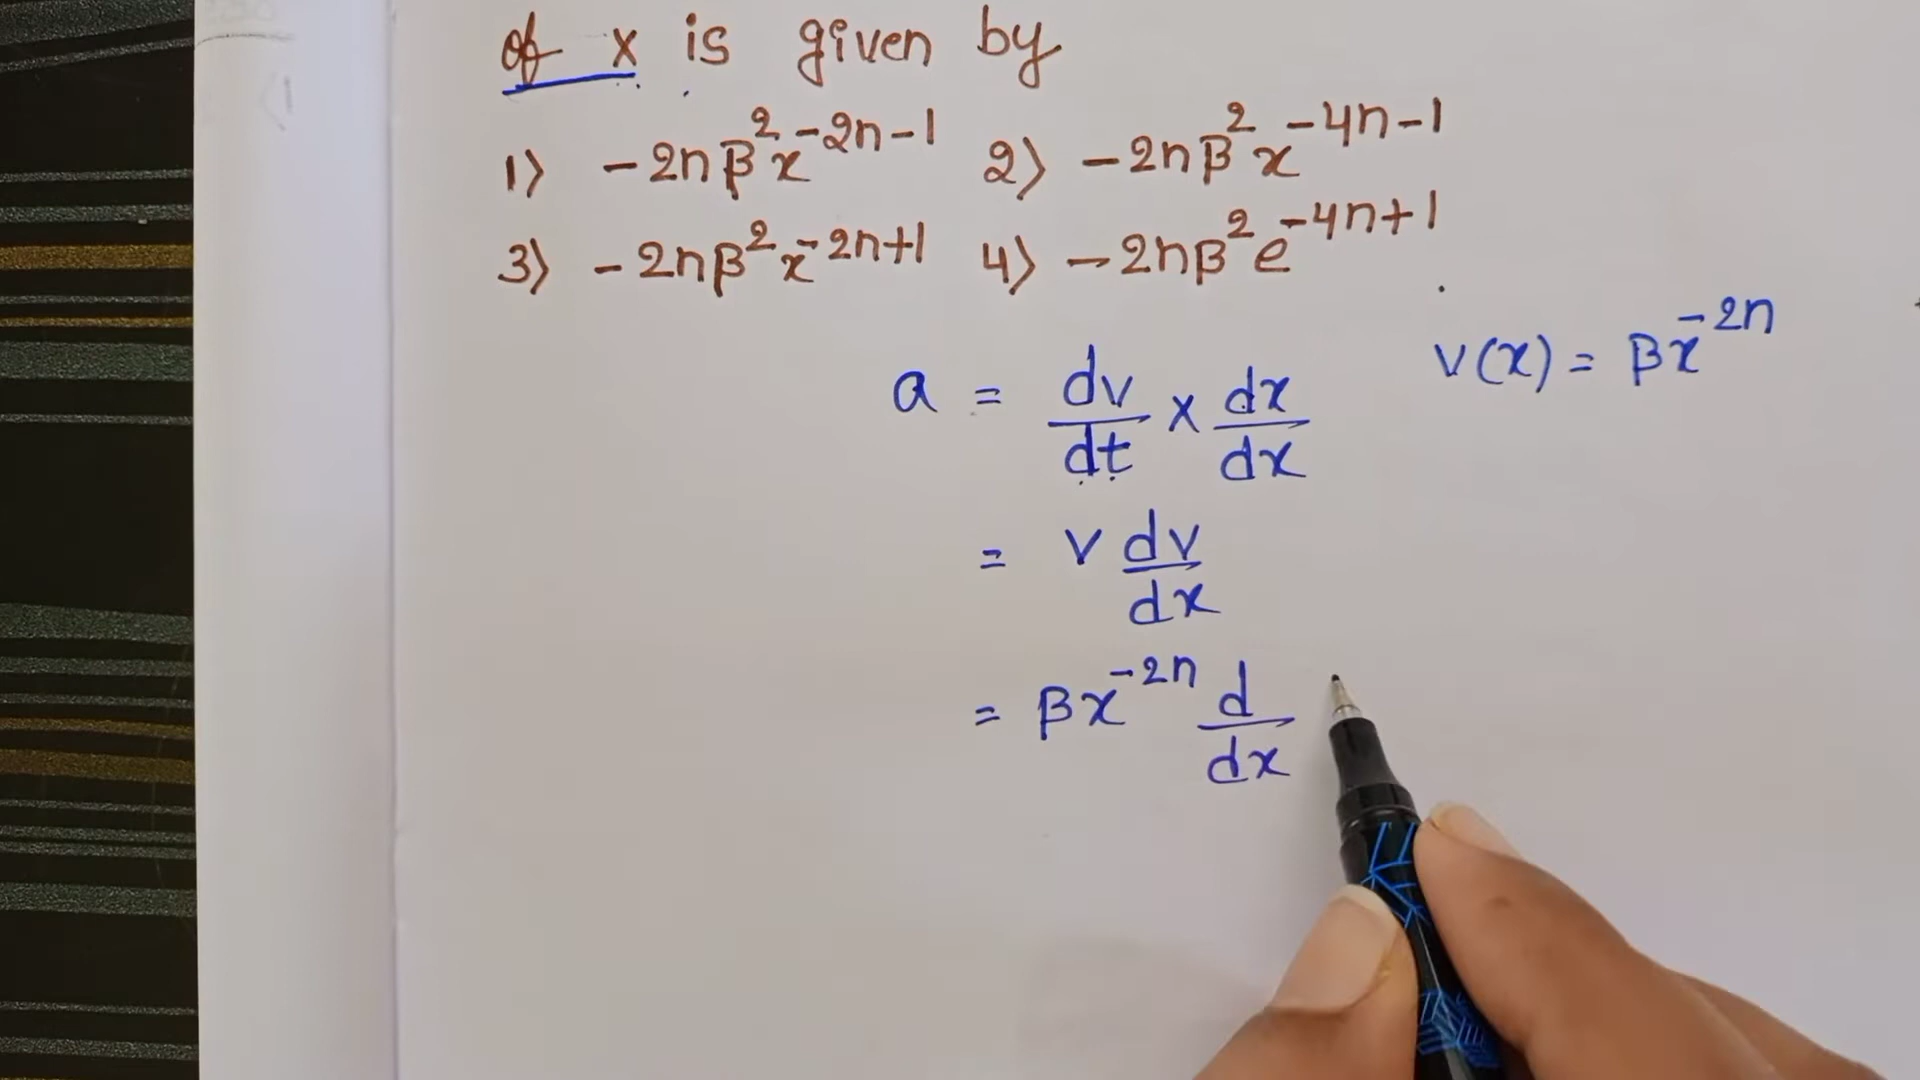 of x is given by
1) -2nβ²x⁻²ⁿ⁻¹ 2) -2nβ²x⁻⁴ⁿ⁻¹
3) -2nβ²x⁻²ⁿ⁺¹ 4) -2nβ²e⁻⁴ⁿ⁺¹
v(x) = βx⁻²ⁿ
a = dv/dt × dx/dx
= v dv/dx
= βx⁻²ⁿ d/dx